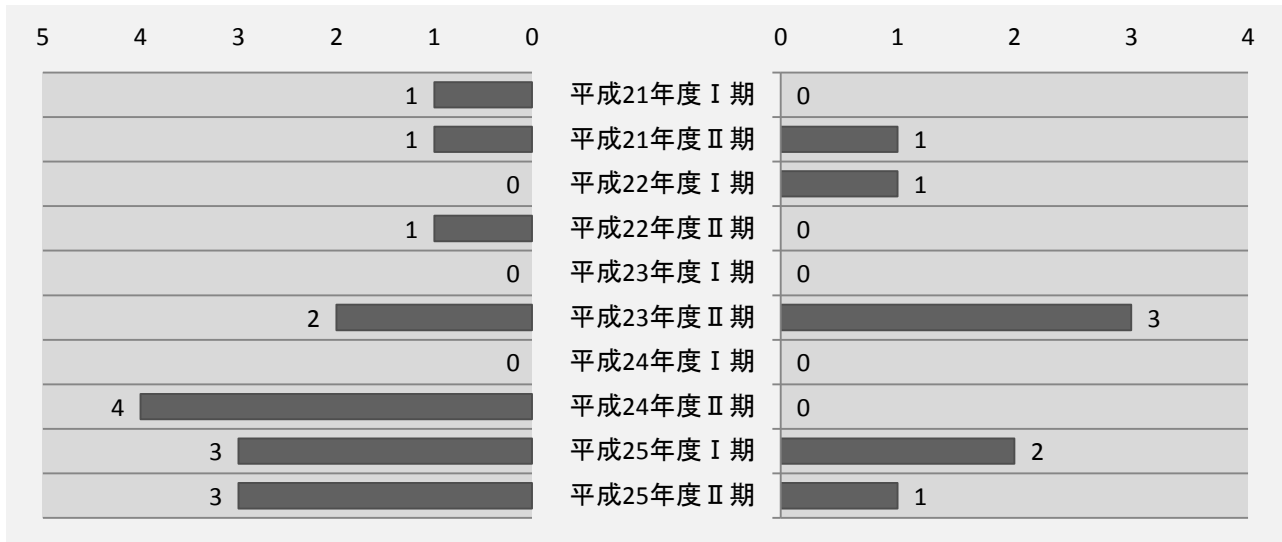 5 4 3 2 1 0 0 1 2 3 4
1 平成21年度Ⅰ期 0
1 平成21年度Ⅱ期 1
0 平成22年度Ⅰ期 1
1 平成22年度Ⅱ期 0
0 平成23年度Ⅰ期 0
2 平成23年度Ⅱ期 3
0 平成24年度Ⅰ期 0
4 平成24年度Ⅱ期 0
3 平成25年度Ⅰ期 2
3 平成25年度Ⅱ期 1